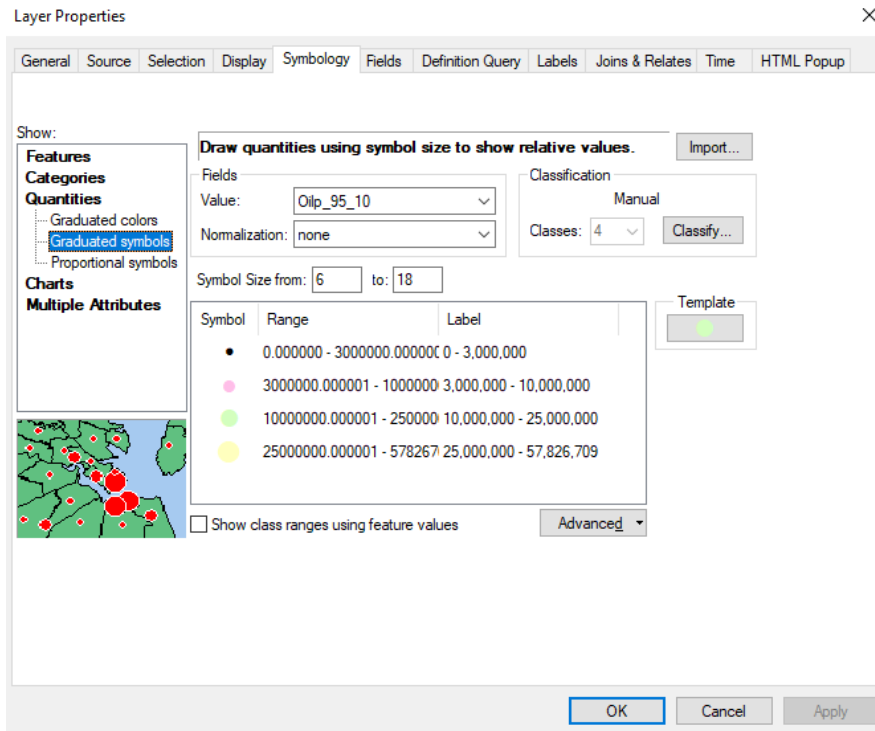 Layer Properties
General Source Selection Display Symbology Fields Definition Query Labels Joins & Relates Time HTML Popup
Show:
Features
Categories
Quantities
Graduated colors
Graduated symbols
Proportional symbols
Charts
Multiple Attributes
Draw quantities using symbol size to show relative values.
Import...
Fields
Value: Oilp_95_10
Normalization: none
Classification
Manual
Classes: 4 Classify...
Symbol Size from: 6 to: 18
Symbol Range Label
0.000000 - 3000000.000000 0 - 3,000,000
3000000.000001 - 1000000 3,000,000 - 10,000,000
10000000.000001 - 250000 10,000,000 - 25,000,000
25000000.000001 - 578267 25,000,000 - 57,826,709
Template
Show class ranges using feature values
Advanced
OK Cancel Apply